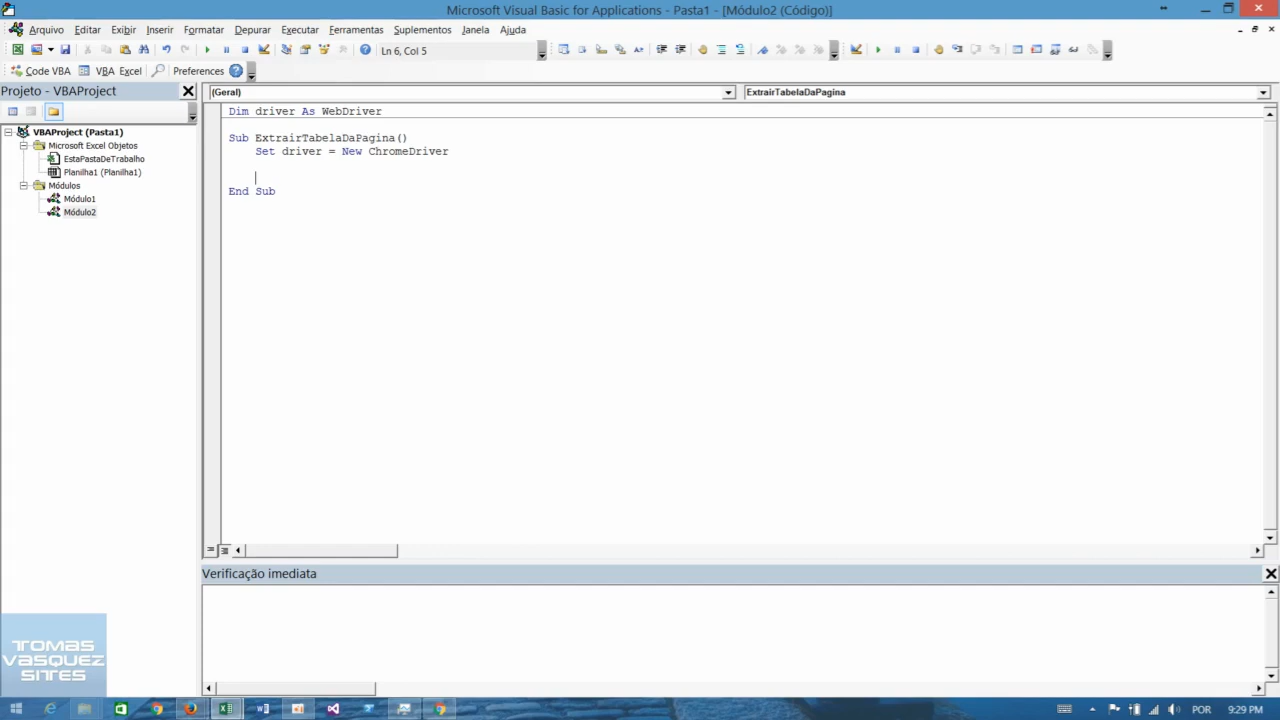 Microsoft Visual Basic for Applications - Pasta1 - [Módulo2 (Código)]
Arquivo Editar Exibir Inserir Formatar Depurar Executar Ferramentas Suplementos Janela Ajuda
Ln 6, Col 5
Code VBA VBA Excel Preferences
Projeto - VBAProject
(Geral)
ExtrairTabelaDaPagina
VBAProject (Pasta1)
Microsoft Excel Objetos
EstaPastaDeTrabalho
Planilha1 (Planilha1)
Módulos
Módulo1
Módulo2
Dim driver As WebDriver
Sub ExtrairTabelaDaPagina()
Set driver = New ChromeDriver
End Sub
Verificação imediata
TOMAS
VASQUEZ
SITES
POR 9:29 PM